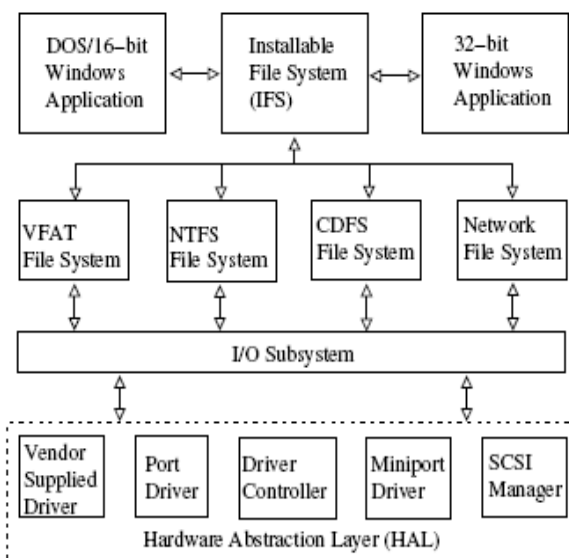 DOS/16-bit
Windows
Application
Installable
File System
(IFS)
32-bit
Windows
Application
VFAT
File System
NTFS
File System
CDFS
File System
Network
File System
I/O Subsystem
Vendor
Supplied
Driver
Port
Driver
Driver
Controller
Miniport
Driver
SCSI
Manager
Hardware Abstraction Layer (HAL)